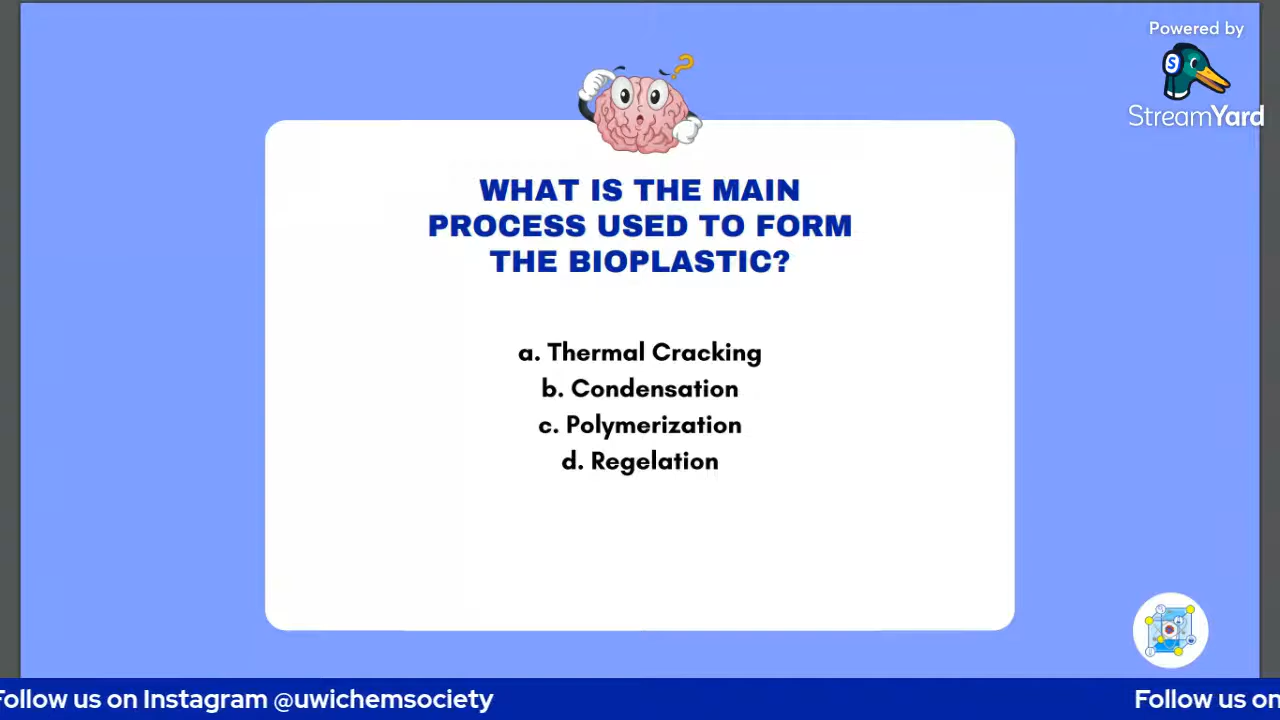 Powered by
StreamYard
WHAT IS THE MAIN
PROCESS USED TO FORM
THE BIOPLASTIC?
a. Thermal Cracking
b. Condensation
c. Polymerization
d. Regelation
Follow us on Instagram @uwichemsociety
Follow us on